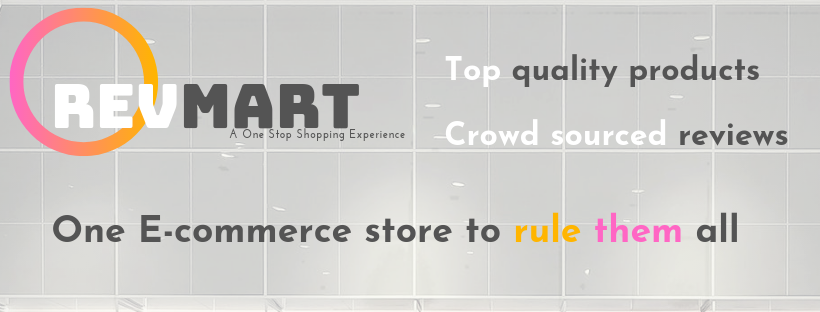 REVMART
A One Stop Shopping Experience
Top quality products
Crowd sourced reviews
One E-commerce store to rule them all